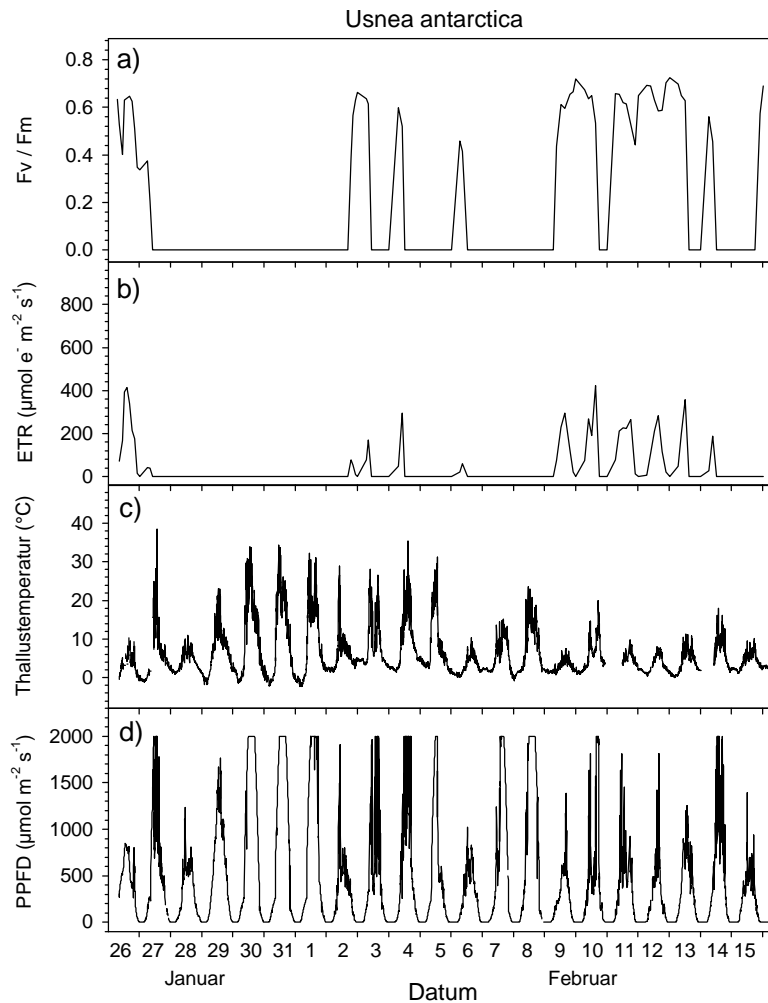 Usnea antarctica
a)
0.8
0.6
0.4
0.2
0.0
Fv / Fm
b)
800
600
400
200
0
ETR (µmol e⁻ m⁻² s⁻¹)
c)
40
30
20
10
0
Thallustemperatur (°C)
d)
2000
1500
1000
500
0
PPFD (µmol m⁻² s⁻¹)
26 27 28 29 30 31 1 2 3 4 5 6 7 8 9 10 11 12 13 14 15
Januar Februar
Datum